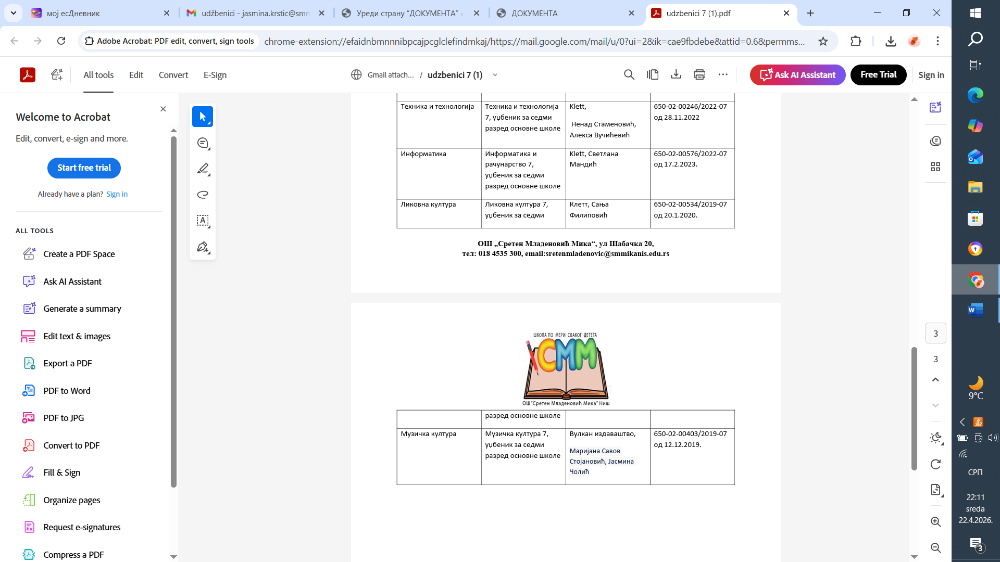 мој есДневник
udžbenici - jasmina.krstic@smm
Уреди страну “ДОКУМЕНТА” ‹
ДОКУМЕНТА
udzbenici 7 (1).pdf
Adobe Acrobat: PDF edit, convert, sign tools
chrome-extension://efaidnbmnnnibpcajpcglclefindmkaj/https://mail.google.com/mail/u/0?ui=2&ik=cae9fbdebe&attid=0.6&permms...
All tools
Edit
Convert
E-Sign
Gmail attach... / udzbenici 7 (1)
Ask AI Assistant
Free Trial
Sign in
Welcome to Acrobat
Edit, convert, e-sign and more.
Start free trial
Already have a plan? Sign in
ALL TOOLS
Create a PDF Space
Ask AI Assistant
Generate a summary
Edit text & images
Export a PDF
PDF to Word
PDF to JPG
Convert to PDF
Fill & Sign
Organize pages
Request e-signatures
Compress a PDF
Техника и технологија
Техника и технологија
7, уџбеник за седми
разред основне школе
Klett,
Ненад Стаменовић,
Алекса Вучићевић
650-02-00246/2022-07
од 28.11.2022
Информатика
Информатика и
рачунарство 7,
уџбеник за седми
разред основне школе
Klett, Светлана
Мандић
650-02-00576/2022-07
од 17.2.2023.
Ликовна култура
Ликовна култура 7,
уџбеник за седми
Клетт, Сања
Филиповић
650-02-00534/2019-07
од 20.1.2020.
ОШ „Сретен Младеновић Мика“, ул Шабачка 20,
тел: 018 4535 300, email:sretenmladenovic@smmikanis.edu.rs
ШКОЛА ПО МЕРИ СВАКОГ ДЕТЕТА
СММ
ОШ"Сретен Младеновић Мика" Ниш
разред основне школе
Музичка култура
Музичка култура 7,
уџбеник за седми
разред основне школе
Вулкан издаваштво,
Маријана Савов
Стојановић, Јасмина
Чолић
650-02-00403/2019-07
од 12.12.2019.
3
3
9°C
СРП
22:11
sreda
22.4.2026.
3